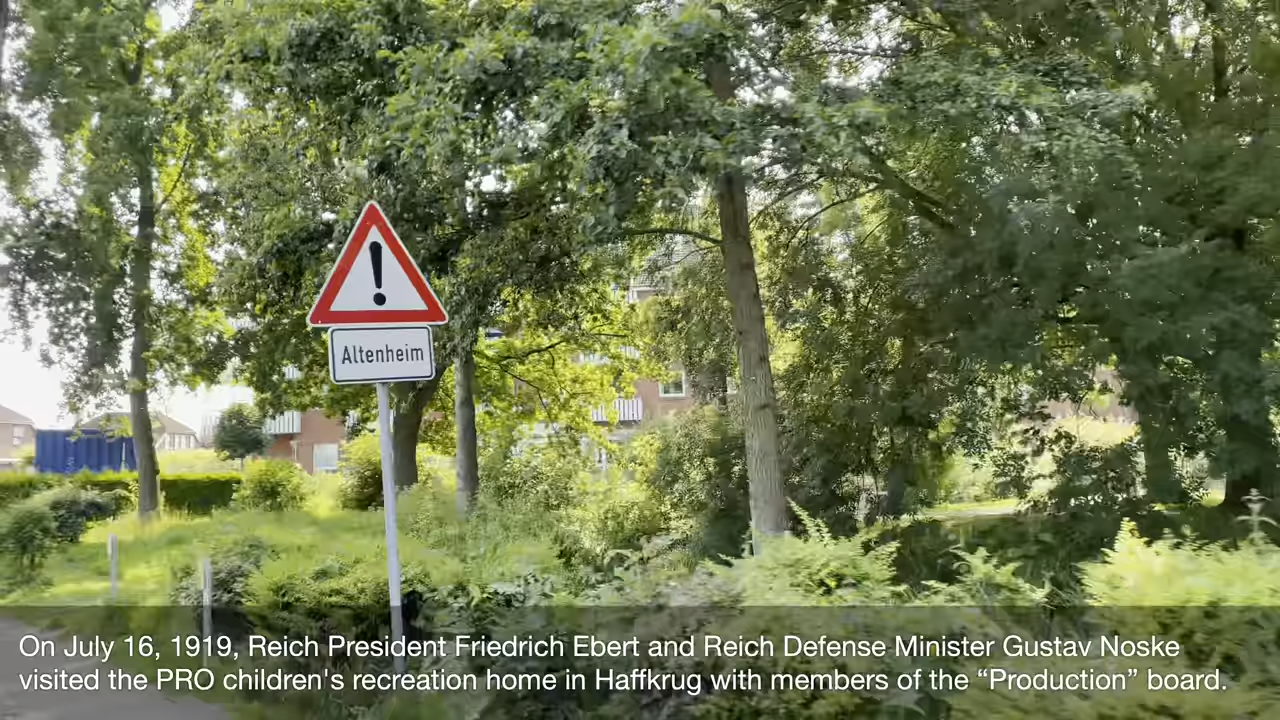 Altenheim
On July 16, 1919, Reich President Friedrich Ebert and Reich Defense Minister Gustav Noske
visited the PRO children's recreation home in Haffkrug with members of the “Production” board.